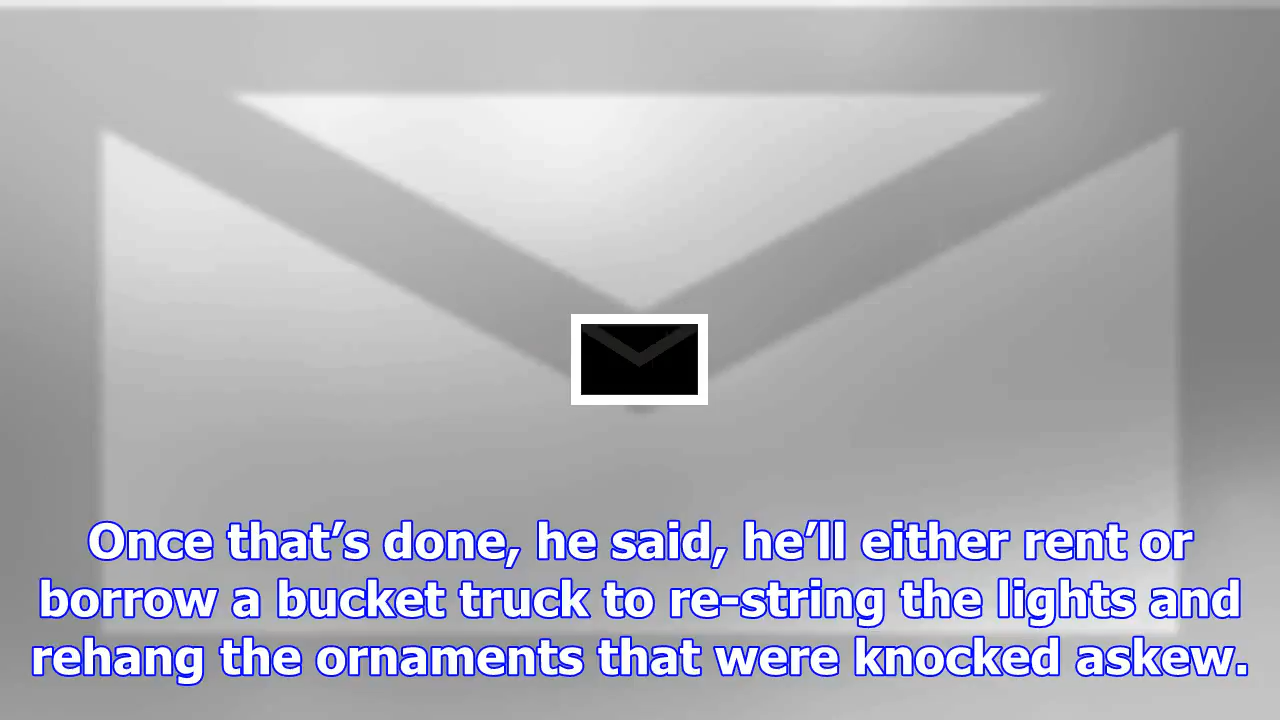 Once that’s done, he said, he’ll either rent or
borrow a bucket truck to re-string the lights and
rehang the ornaments that were knocked askew.